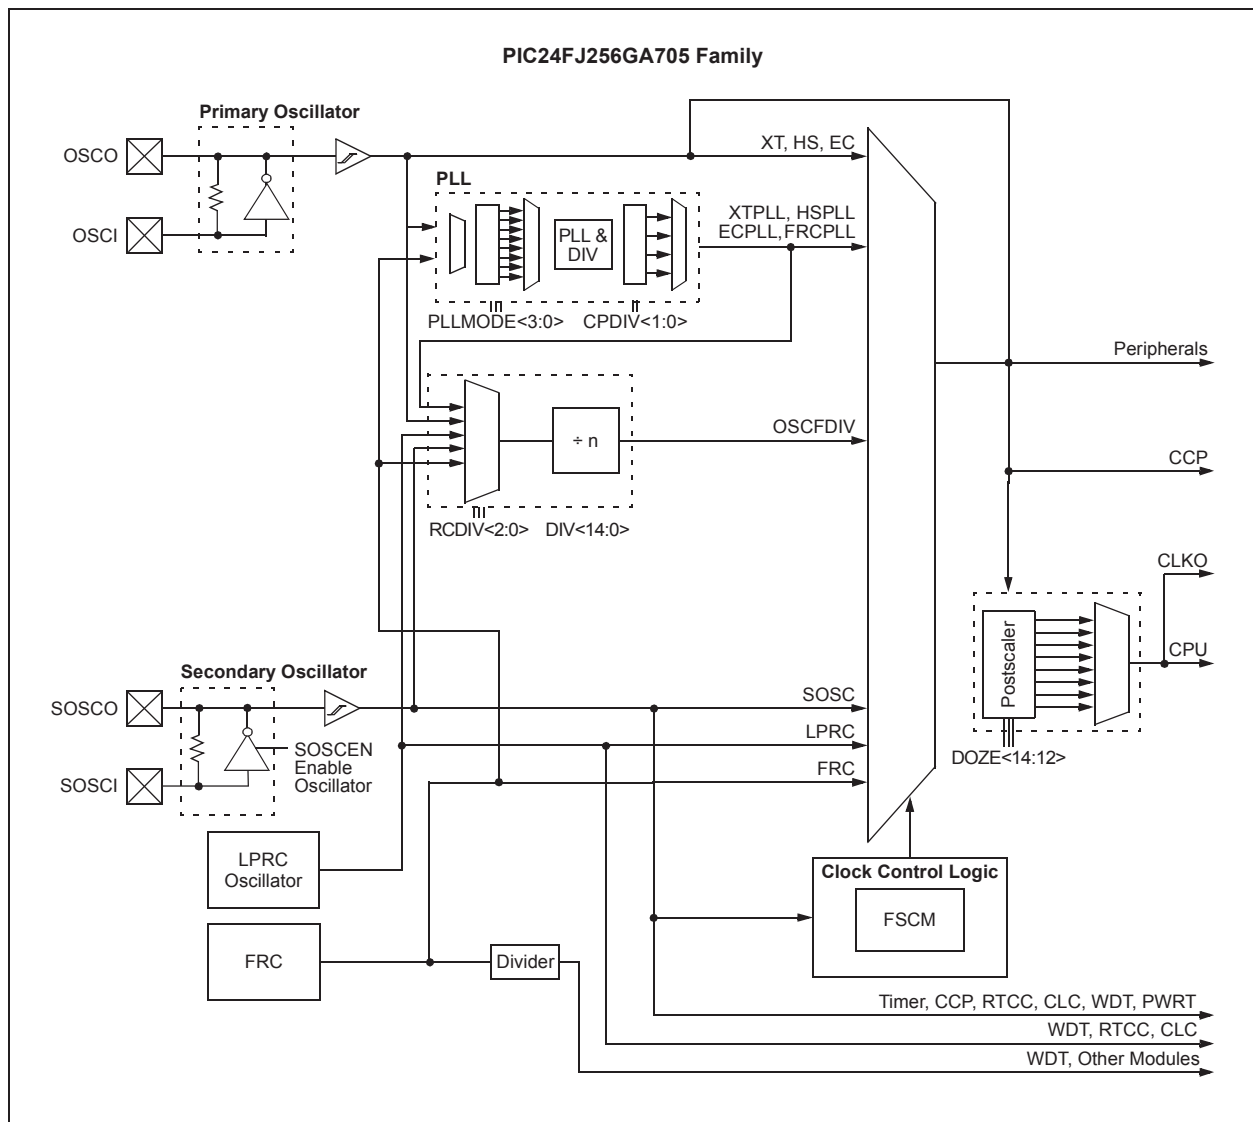 PIC24FJ256GA705 Family
Primary Oscillator
OSCO
XT, HS, EC
PLL
XTPLL, HSPLL
ECPLL,FRCPLL
OSCI
PLL &
DIV
PLLMODE<3:0>
CPDIV<1:0>
Peripherals
OSCFDIV
÷ n
CCP
RCDIV<2:0>
DIV<14:0>
CLKO
Postscaler
CPU
Secondary Oscillator
SOSCO
SOSC
LPRC
SOSCEN
Enable
Oscillator
DOZE<14:12>
FRC
SOSCI
LPRC
Oscillator
Clock Control Logic
FSCM
FRC
Divider
Timer, CCP, RTCC, CLC, WDT, PWRT
WDT, RTCC, CLC
WDT, Other Modules